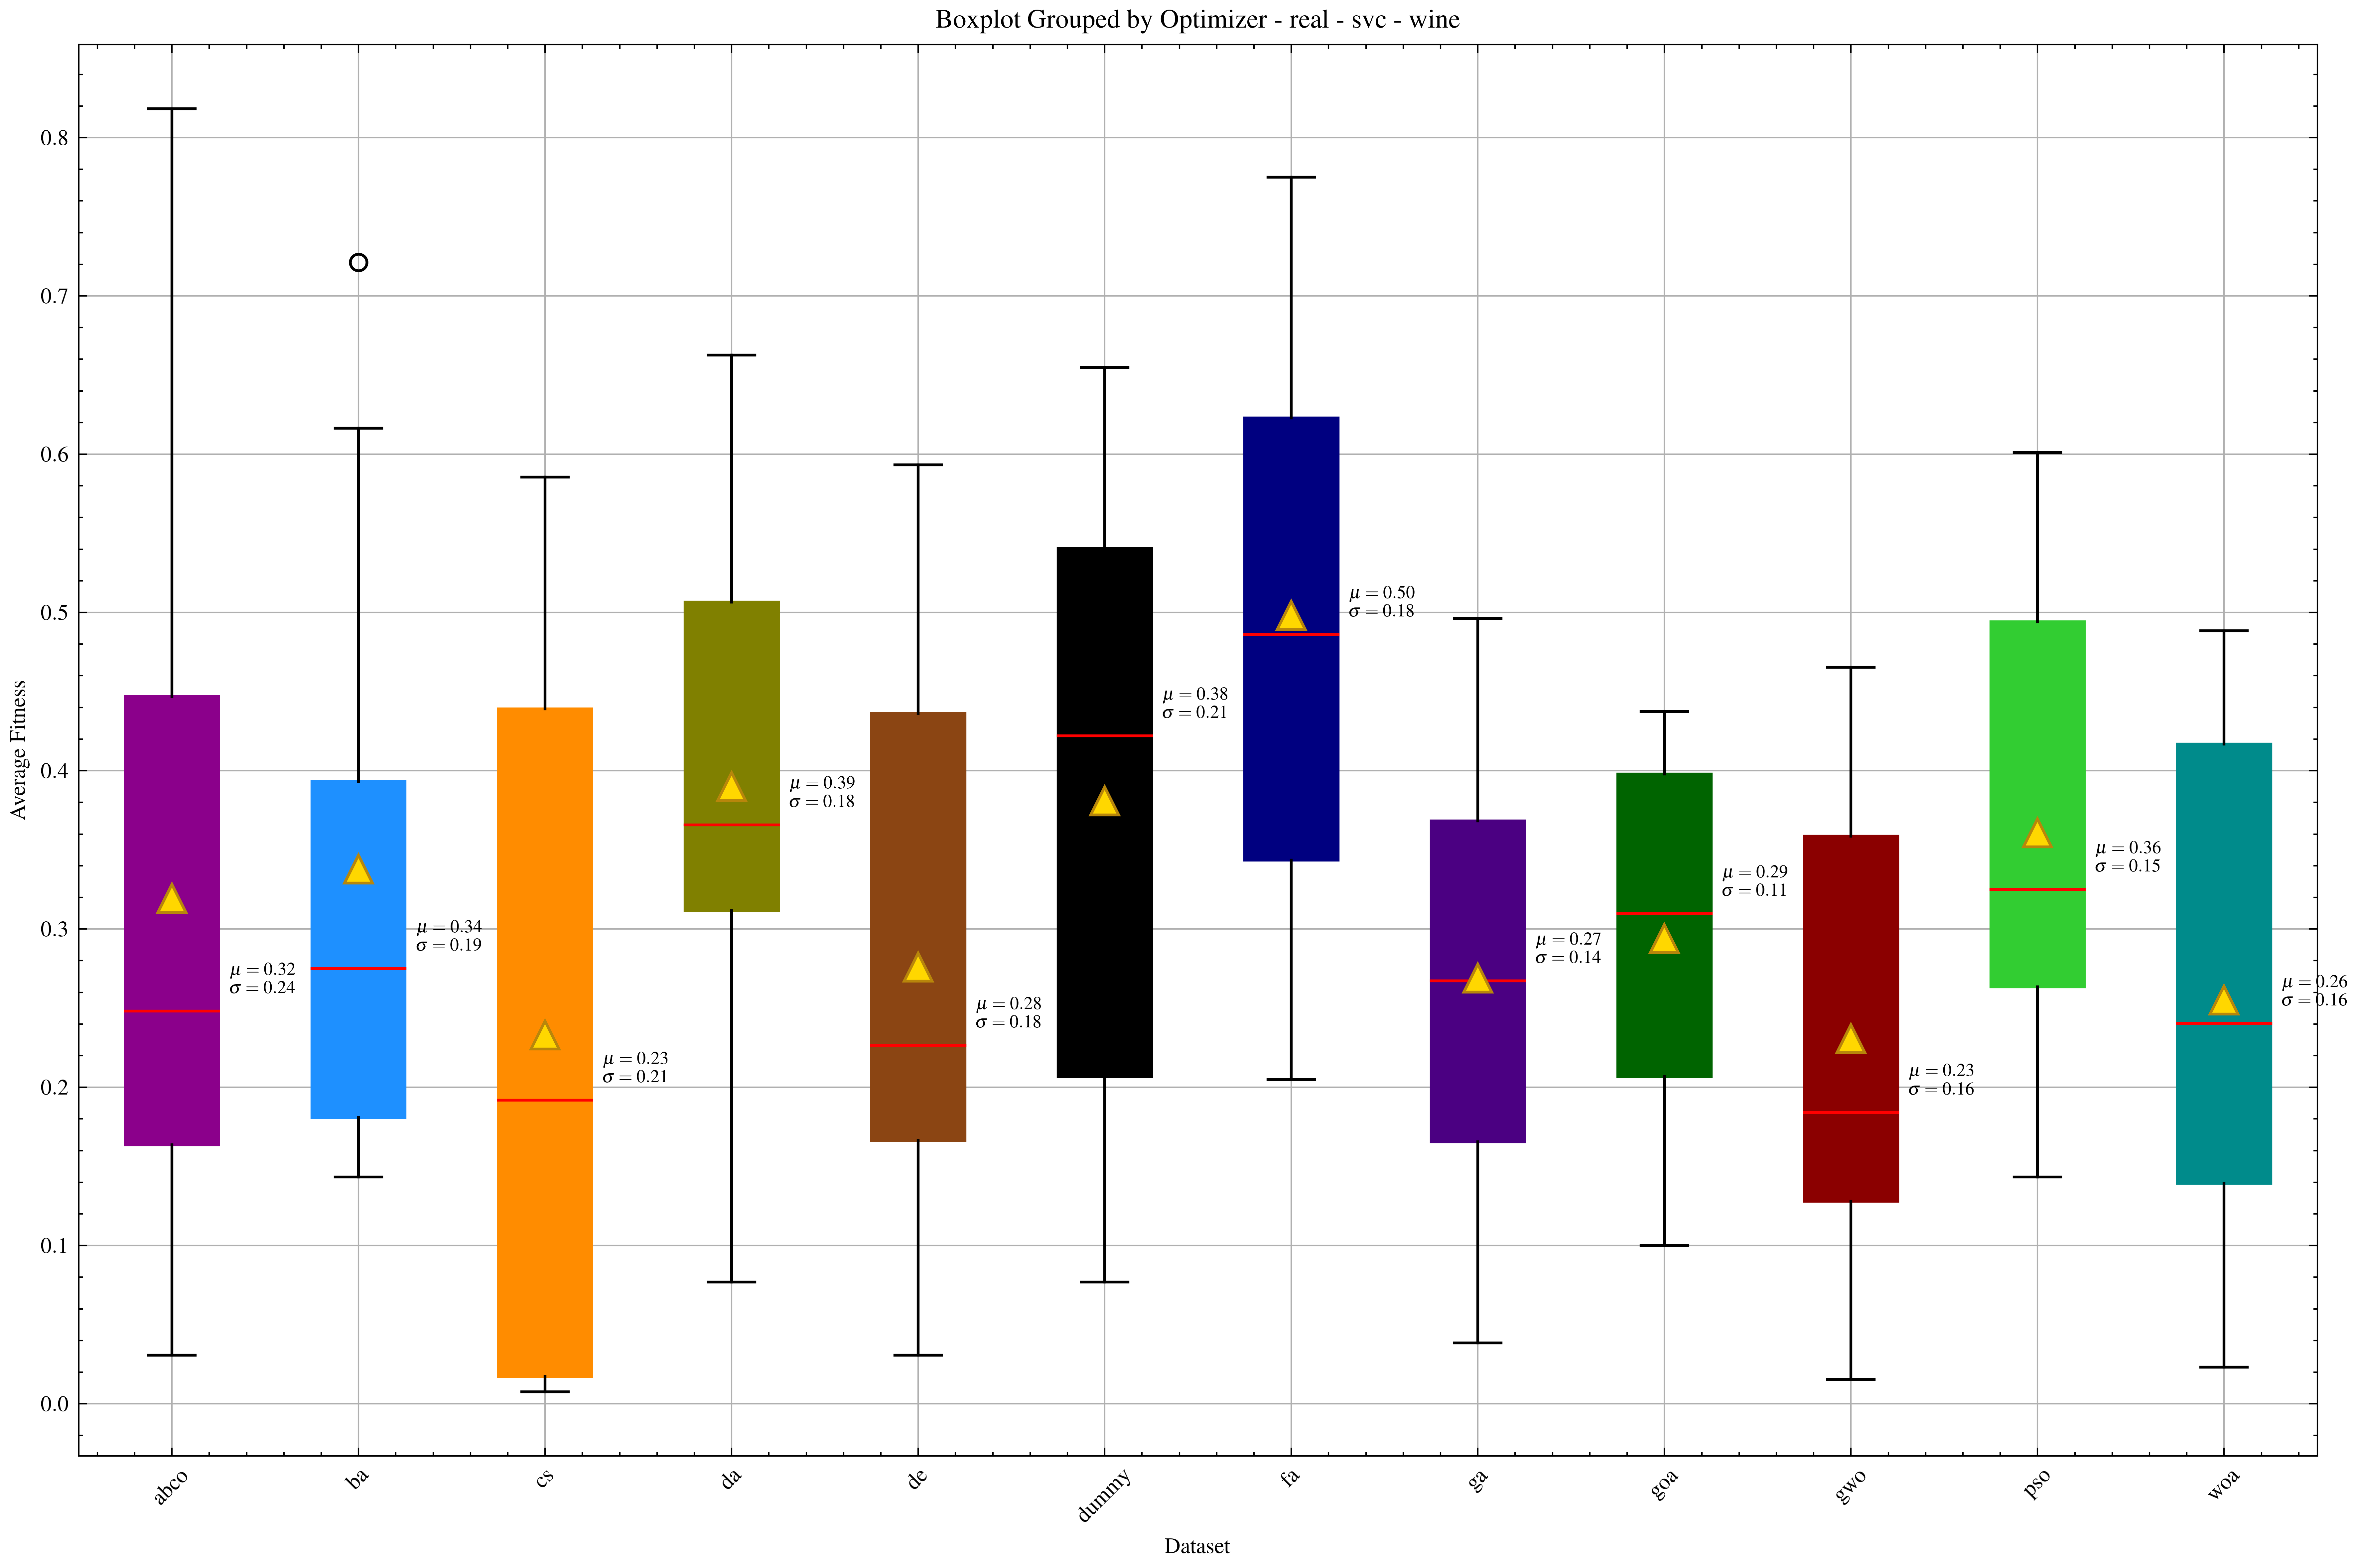 Boxplot Grouped by Optimizer - real - svc - wine
Average Fitness
0.8
0.7
0.6
0.5
0.4
0.3
0.2
0.1
0.0
μ = 0.32
σ = 0.24
μ = 0.34
σ = 0.19
μ = 0.23
σ = 0.21
μ = 0.39
σ = 0.18
μ = 0.28
σ = 0.18
μ = 0.38
σ = 0.21
μ = 0.50
σ = 0.18
μ = 0.27
σ = 0.14
μ = 0.29
σ = 0.11
μ = 0.23
σ = 0.16
μ = 0.36
σ = 0.15
μ = 0.26
σ = 0.16
abco
ba
cs
da
de
dummy
fa
ga
goa
gwo
pso
woa
Dataset